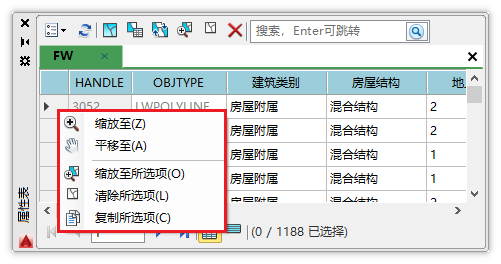 搜索，Enter可跳转
FW
HANDLE OBJTYPE 建筑类别 房屋结构
3052 LWPOLYLINE 房屋附属 混合结构 2
缩放至(Z) 房屋附属 混合结构 2
平移至(A) 房屋附属 混合结构 1
缩放至所选项(O) 房屋附属 混合结构 1
清除所选项(L) 房屋附属 混合结构 2
复制所选项(C)
(0 / 1188 已选择)
属性表